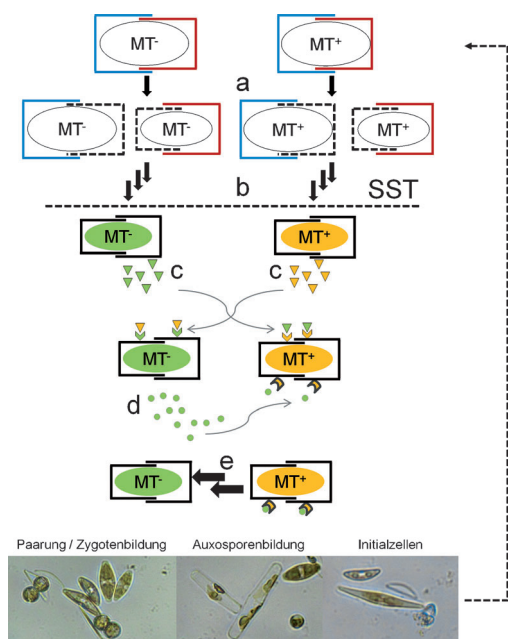 MT- MT+
a
MT- MT- MT+ MT+
b SST
MT- MT+
c c
MT- MT+
d
e
MT- MT+
Paarung / Zygotenbildung Auxosporenbildung Initialzellen